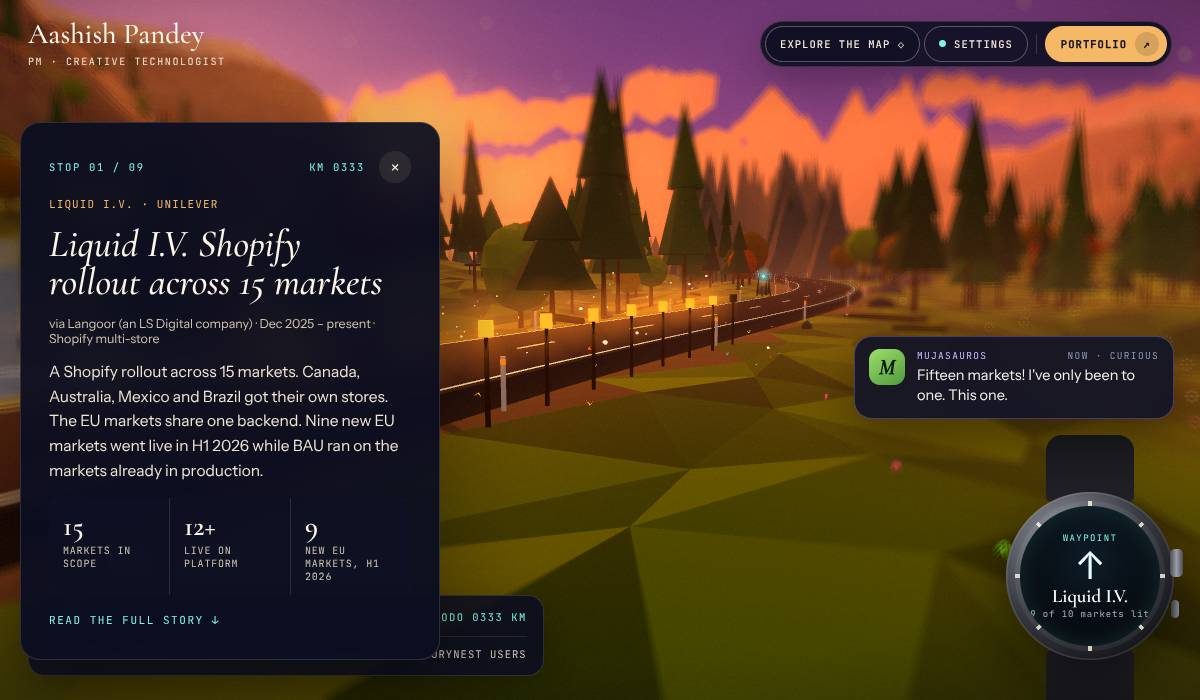 Aashish Pandey
PM · CREATIVE TECHNOLOGIST
EXPLORE THE MAP ◇
SETTINGS
PORTFOLIO ↗
STOP 01 / 09
KM 0333
×
LIQUID I.V. · UNILEVER
Liquid I.V. Shopify
rollout across 15 markets
via Langoor (an LS Digital company) · Dec 2025 – present ·
Shopify multi-store
A Shopify rollout across 15 markets. Canada,
Australia, Mexico and Brazil got their own stores.
The EU markets share one backend. Nine new EU
markets went live in H1 2026 while BAU ran on the
markets already in production.
15
MARKETS IN
SCOPE
12+
LIVE ON
PLATFORM
9
NEW EU
MARKETS, H1
2026
READ THE FULL STORY ↓
ODO 0333 KM
USERS
M
MUJASAUROS
NOW · CURIOUS
Fifteen markets! I've only been to
one. This one.
WAYPOINT
↑
Liquid I.V.
9 of 10 markets lit